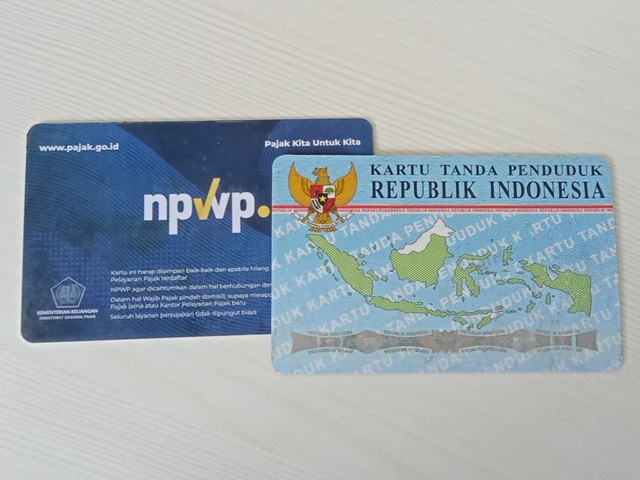 www.pajak.go.id
Pajak Kita Untuk Kita
npwp.
Kartu ini harap disimpan baik-baik dan apabila hilang,
Pelayanan Pajak terdaftar
NPWP agar dicantumkan dalam hal berhubungan de
Dalam hal Wajib Pajak pindah domisili, supaya melapo
Pajak lama atau Kantor Pelayanan Pajak baru
Seluruh layanan perpajakan tidak dipungut biaya
KEMENTERIAN KEUANGAN
DIREKTORAT JENDERAL PAJAK
KARTU TANDA PENDUDUK
REPUBLIK INDONESIA